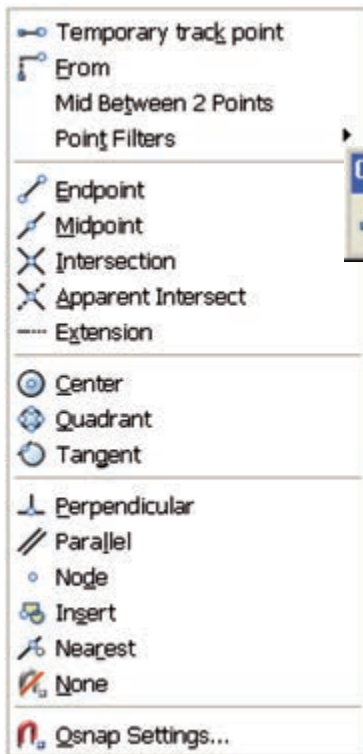 Temporary track point
From
Mid Between 2 Points
Point Filters
Endpoint
Midpoint
Intersection
Apparent Intersect
Extension
Center
Quadrant
Tangent
Perpendicular
Parallel
Node
Insert
Nearest
None
Osnap Settings...